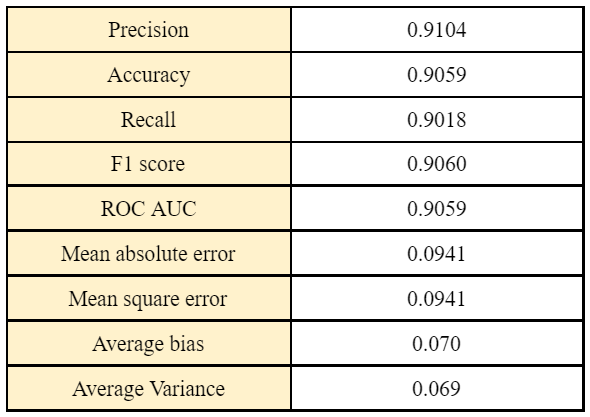 Precision 0.9104
Accuracy 0.9059
Recall 0.9018
F1 score 0.9060
ROC AUC 0.9059
Mean absolute error 0.0941
Mean square error 0.0941
Average bias 0.070
Average Variance 0.069